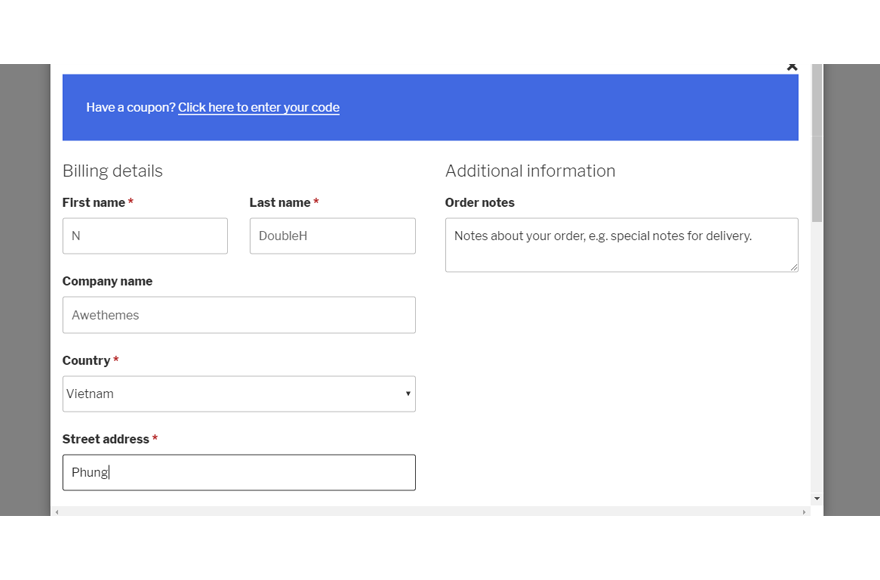 Have a coupon? Click here to enter your code
Billing details
First name *
Last name *
N
DoubleH
Company name
Awethemes
Country *
Vietnam
Street address *
Phung
Additional information
Order notes
Notes about your order, e.g. special notes for delivery.